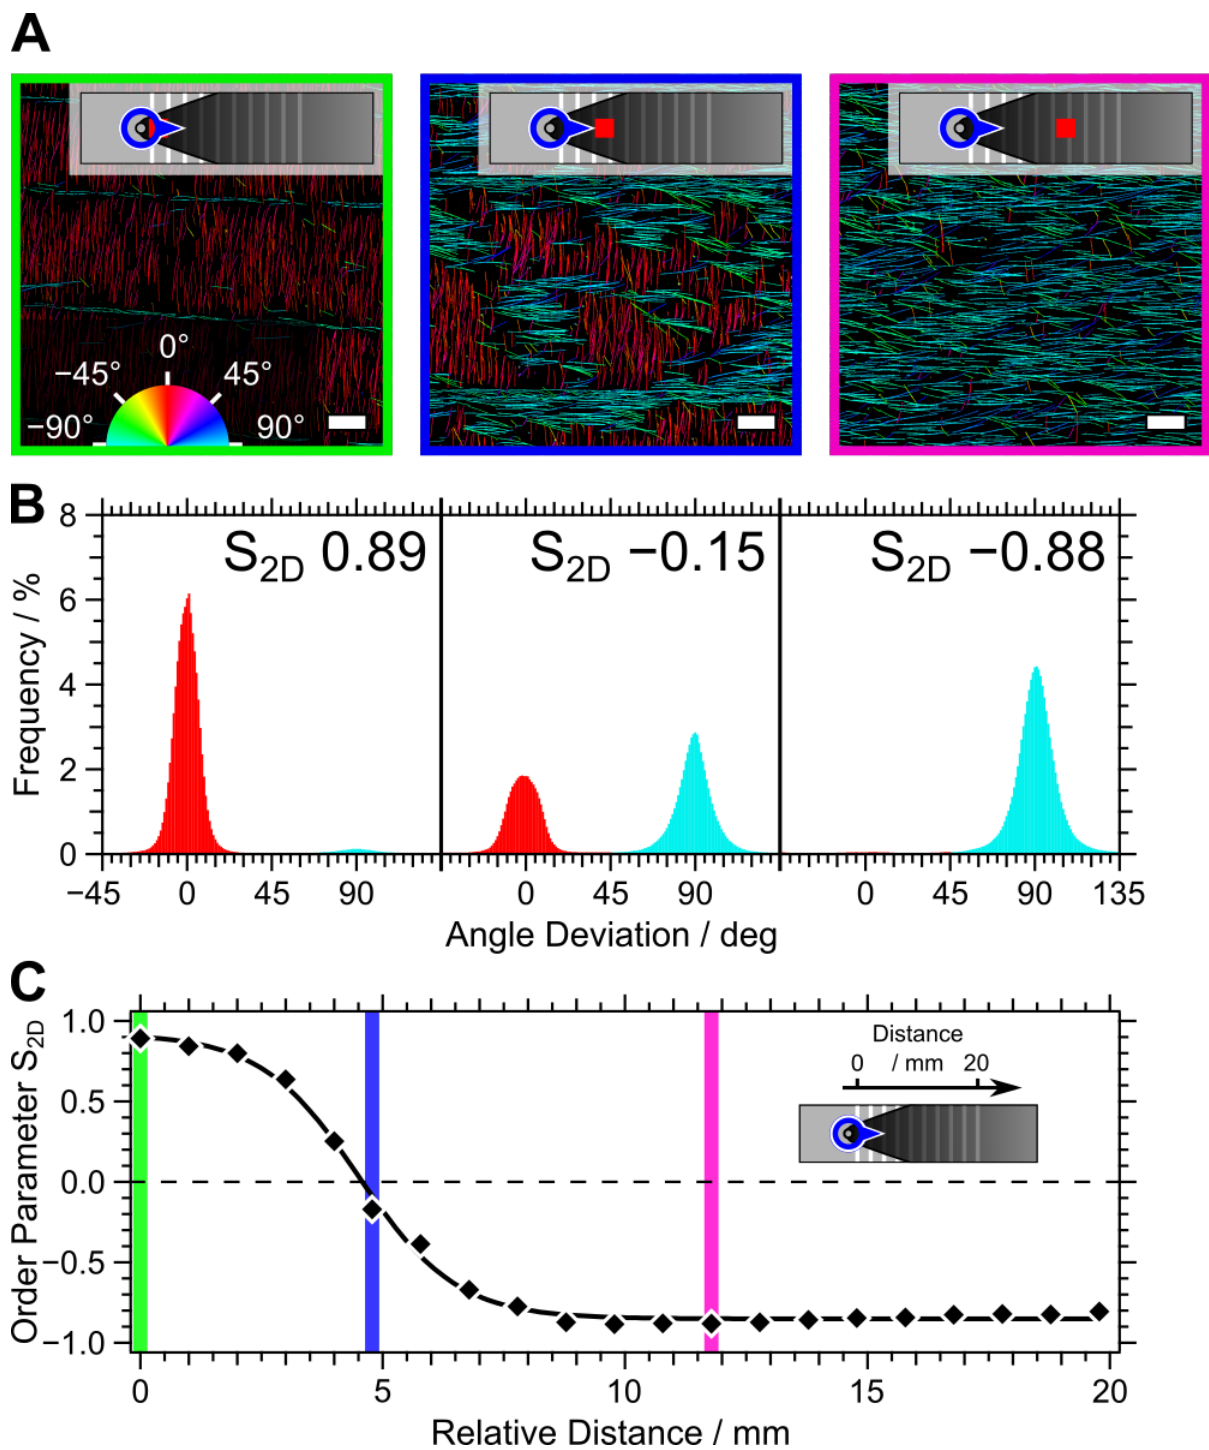 A
0°
−45° 45°
−90° 90°
B
S2D 0.89 S2D −0.15 S2D −0.88
8
6
4
2
0
Frequency / %
−45 0 45 90 0 45 90 0 45 90 135
Angle Deviation / deg
C
1.0
0.5
0.0
−0.5
−1.0
Order Parameter S2D
Distance
0 / mm 20
0 5 10 15 20
Relative Distance / mm